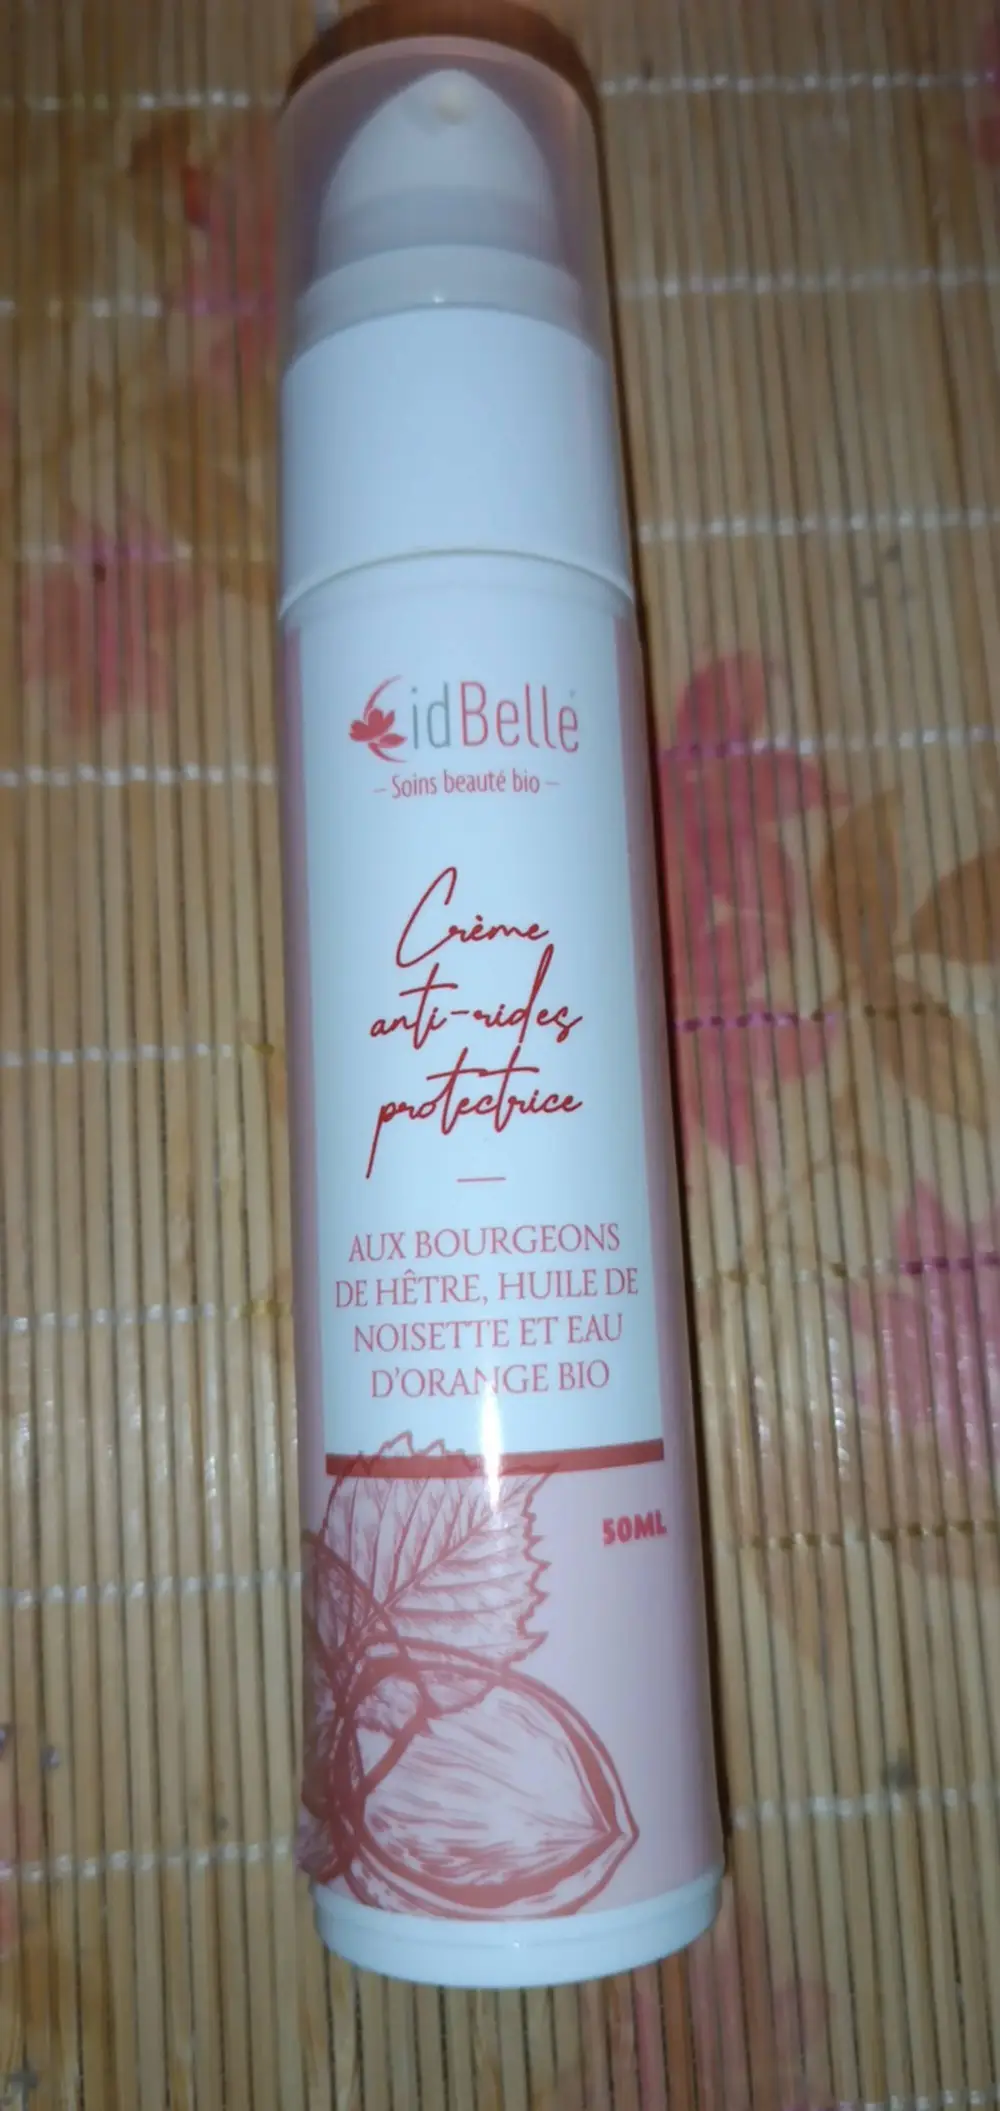 idBellé
– Soins beauté bio –
Crème
anti-rides
protectrice
AUX BOURGEONS
DE HÊTRE, HUILE DE
NOISETTE ET EAU
D'ORANGE BIO
50ML